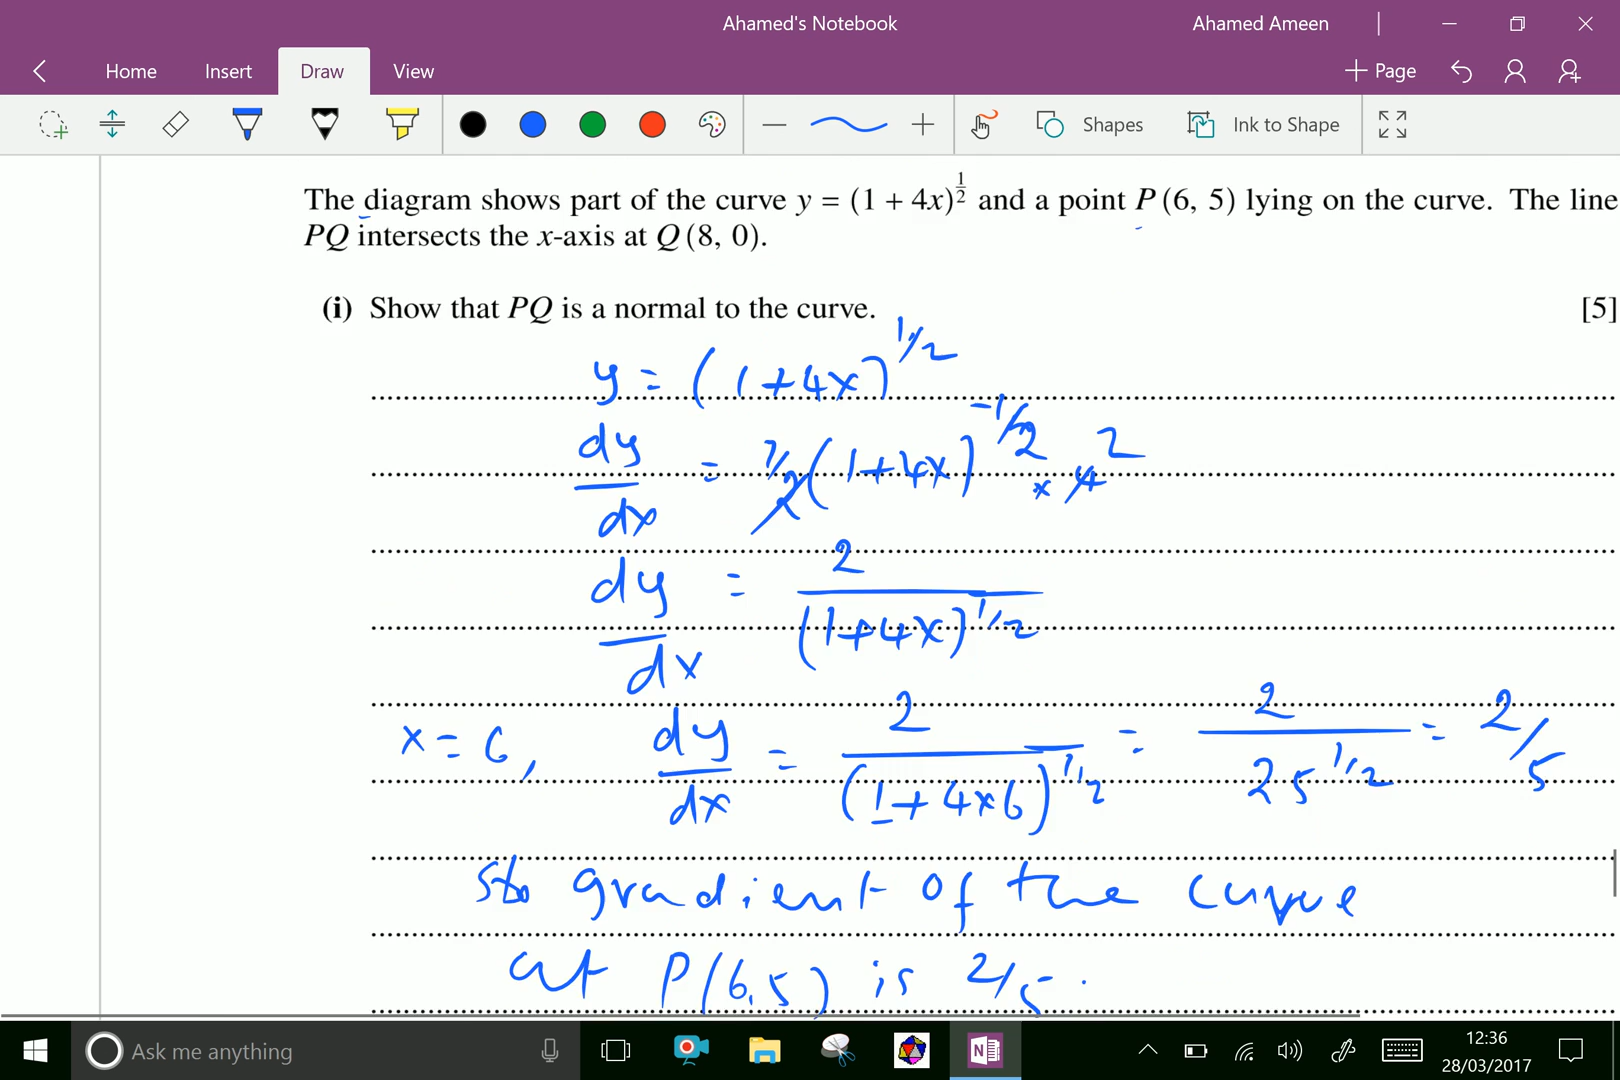 Ahamed's Notebook
Ahamed Ameen
Home
Insert
Draw
View
Page
Shapes
Ink to Shape
The diagram shows part of the curve y = (1 + 4x)^{1/2} and a point P (6, 5) lying on the curve. The line
PQ intersects the x-axis at Q (8, 0).
(i) Show that PQ is a normal to the curve. [5]
y = (1+4x)^{1/2}
dy/dx = 1/2 (1+4x)^{-1/2} × 4 2
dy/dx = 2/(1+4x)^{1/2}
x = 6, dy/dx = 2/(1+4×6)^{1/2} = 2/25^{1/2} = 2/5
gradient of the curve
at P(6,5) is 2/5.
Ask me anything
12:36
28/03/2017